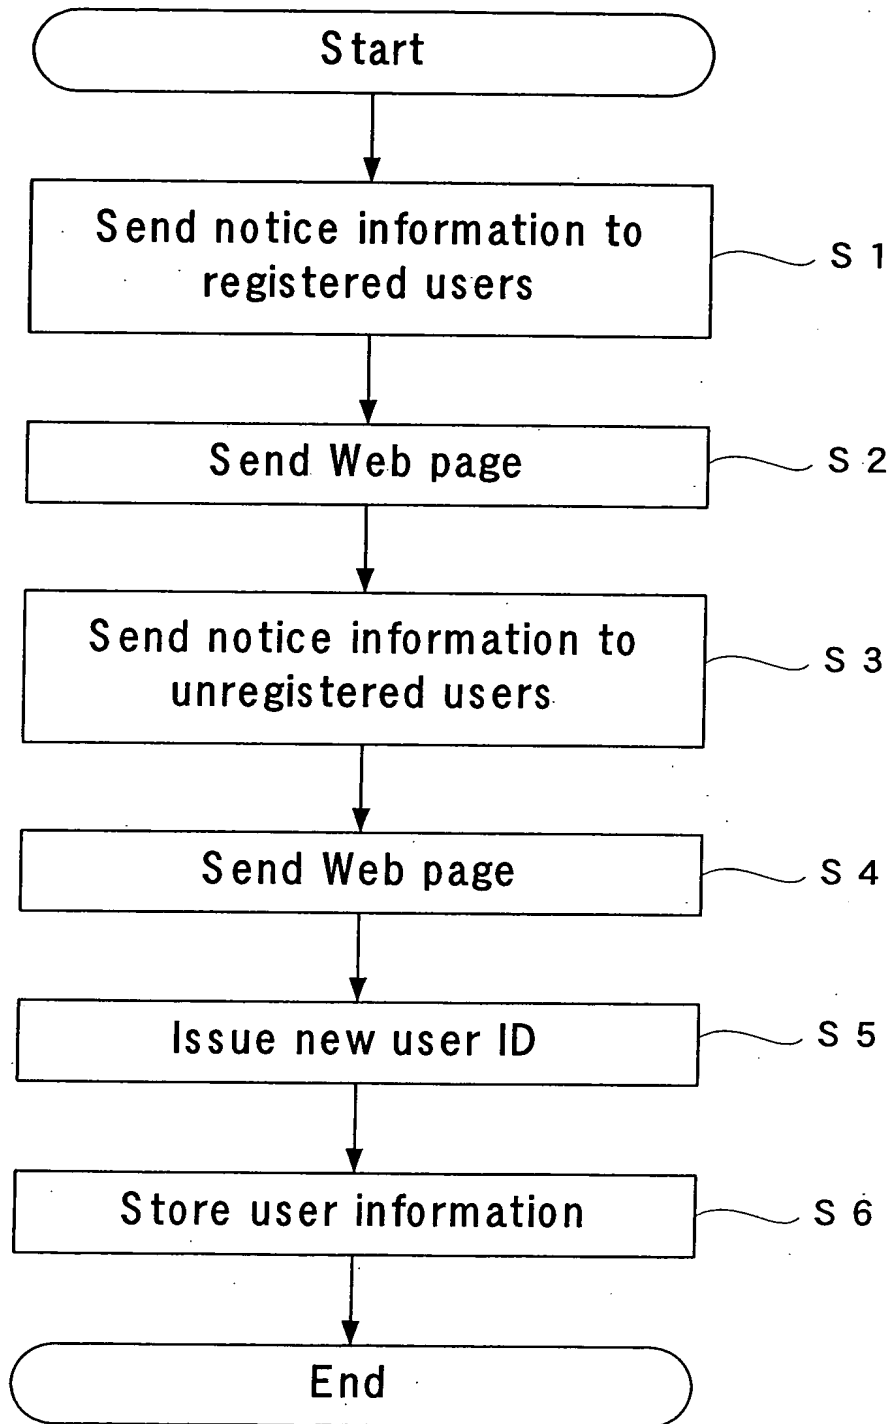 Start
Send notice information to
registered users
S 1
Send Web page
S 2
Send notice information to
unregistered users
S 3
Send Web page
S 4
Issue new user ID
S 5
Store user information
S 6
End